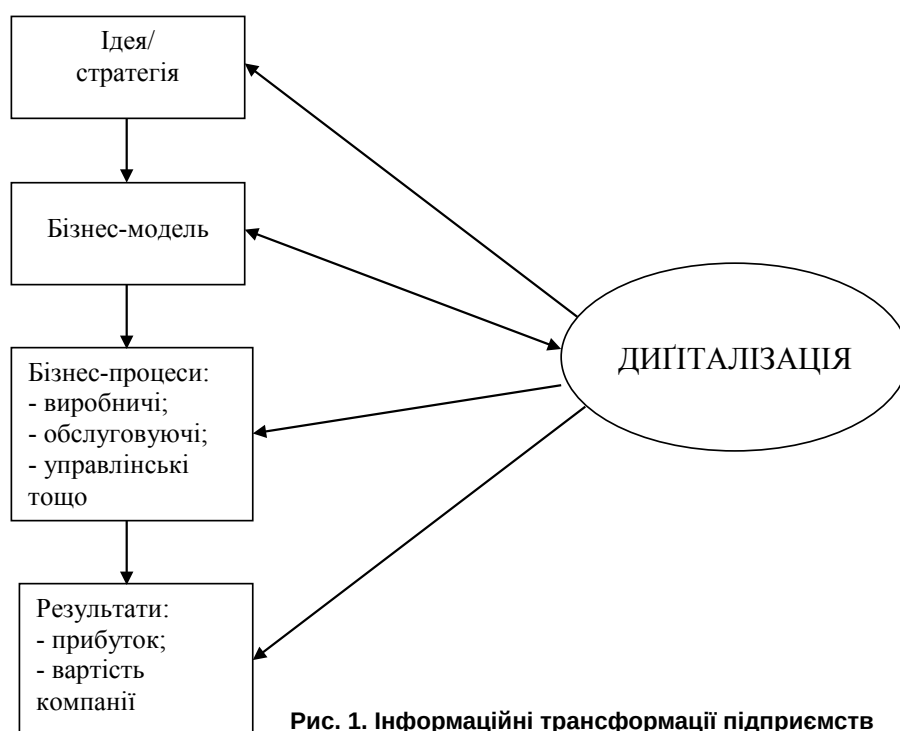 Ідея/
стратегія
Бізнес-модель
Бізнес-процеси:
- виробничі;
- обслуговуючі;
- управлінські
тощо
Результати:
- прибуток;
- вартість
компанії
ДИҐІТАЛІЗАЦІЯ
Рис. 1. Інформаційні трансформації підприємств